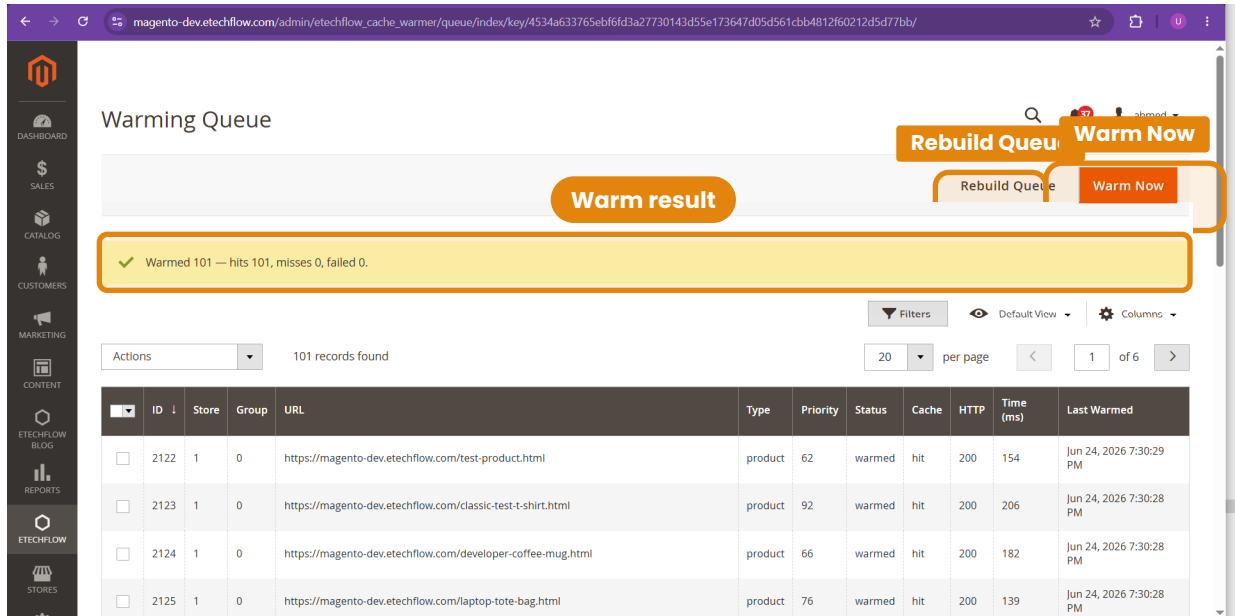 magento-dev.etechflow.com/admin/etechflow_cache_warmer/queue/index/key/4534a633765ebf6fd3a27730143d55e173647d05d561cbb4812f60212d5d77bb/
U
DASHBOARD
SALES
CATALOG
CUSTOMERS
MARKETING
CONTENT
ETECHFLOW BLOG
REPORTS
ETECHFLOW
STORES
Warming Queue
37
ahmed
Rebuild Queue
Warm Now
Rebuild Queue
Warm Now
Warm result
Warmed 101 — hits 101, misses 0, failed 0.
Filters
Default View
Columns
Actions
101 records found
20
per page
1
of 6
ID ↓ Store Group URL Type Priority Status Cache HTTP Time (ms) Last Warmed
2122 1 0 https://magento-dev.etechflow.com/test-product.html product 62 warmed hit 200 154 Jun 24, 2026 7:30:29 PM
2123 1 0 https://magento-dev.etechflow.com/classic-test-t-shirt.html product 92 warmed hit 200 206 Jun 24, 2026 7:30:28 PM
2124 1 0 https://magento-dev.etechflow.com/developer-coffee-mug.html product 66 warmed hit 200 182 Jun 24, 2026 7:30:28 PM
2125 1 0 https://magento-dev.etechflow.com/laptop-tote-bag.html product 76 warmed hit 200 139 Jun 24, 2026 7:30:28 PM